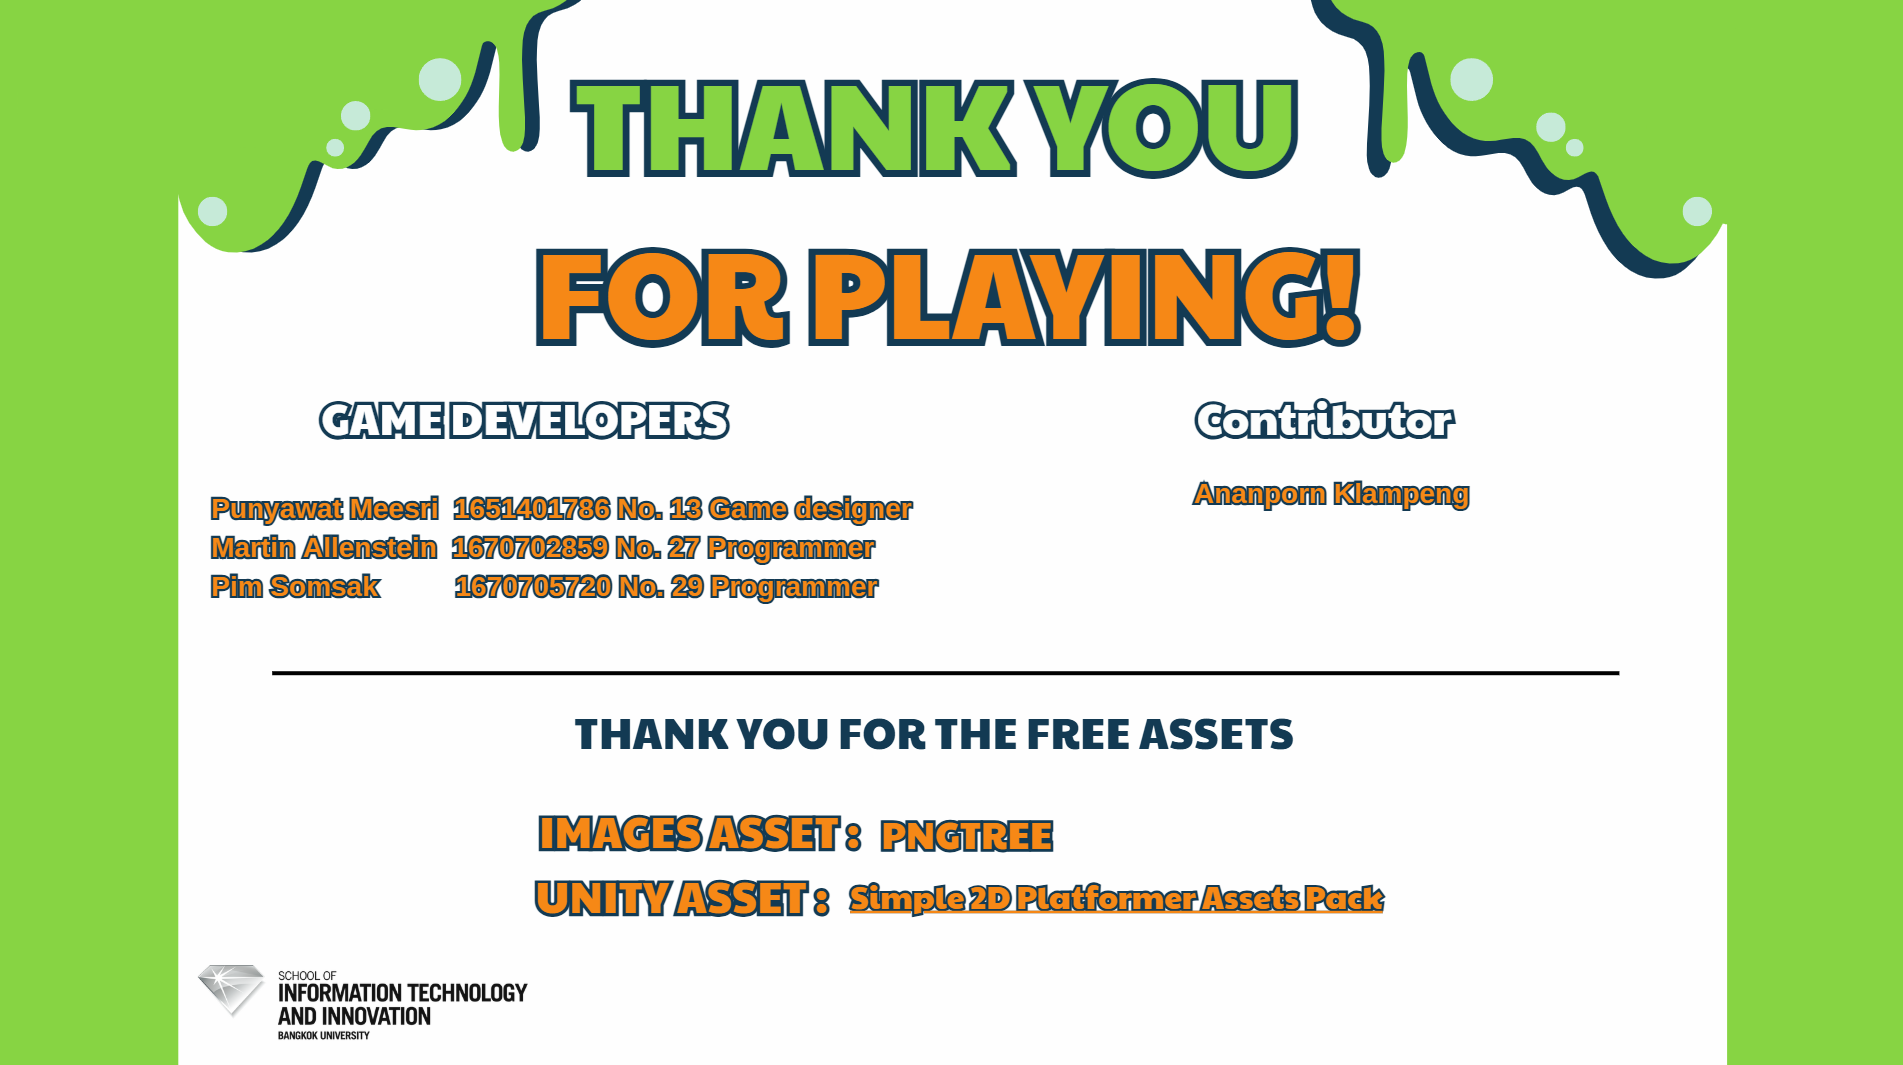 THANK YOU
FOR PLAYING!
GAME DEVELOPERS
Punyawat Meesri 1651401786 No. 13 Game designer
Martin Allenstein 1670702859 No. 27 Programmer
Pim Somsak 1670705720 No. 29 Programmer
Contributor
Ananporn Klampeng
THANK YOU FOR THE FREE ASSETS
IMAGES ASSET : PNGTREE
UNITY ASSET : Simple 2D Platformer Assets Pack
SCHOOL OF
INFORMATION TECHNOLOGY
AND INNOVATION
BANGKOK UNIVERSITY